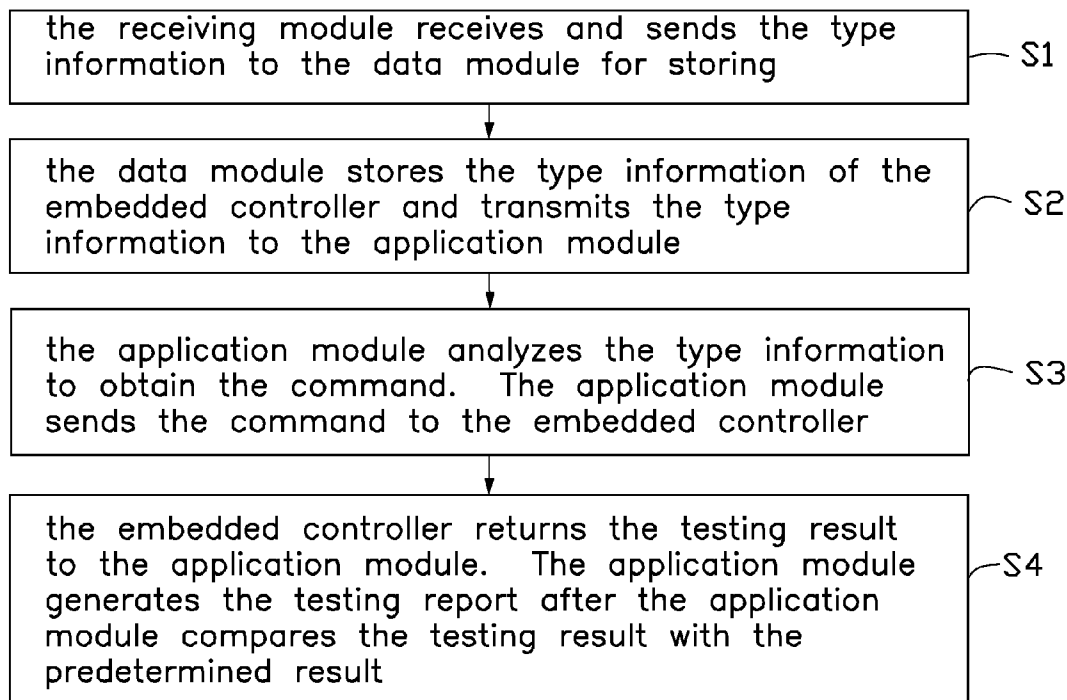 the receiving module receives and sends the type
information to the data module for storing
S1
the data module stores the type information of the
embedded controller and transmits the type
information to the application module
S2
the application module analyzes the type information
to obtain the command. The application module
sends the command to the embedded controller
S3
the embedded controller returns the testing result
to the application module. The application module
generates the testing report after the application
module compares the testing result with the
predetermined result
S4